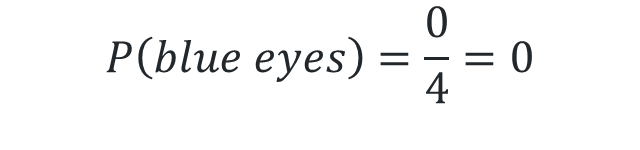 P(blue eyes) = 0/4 = 0